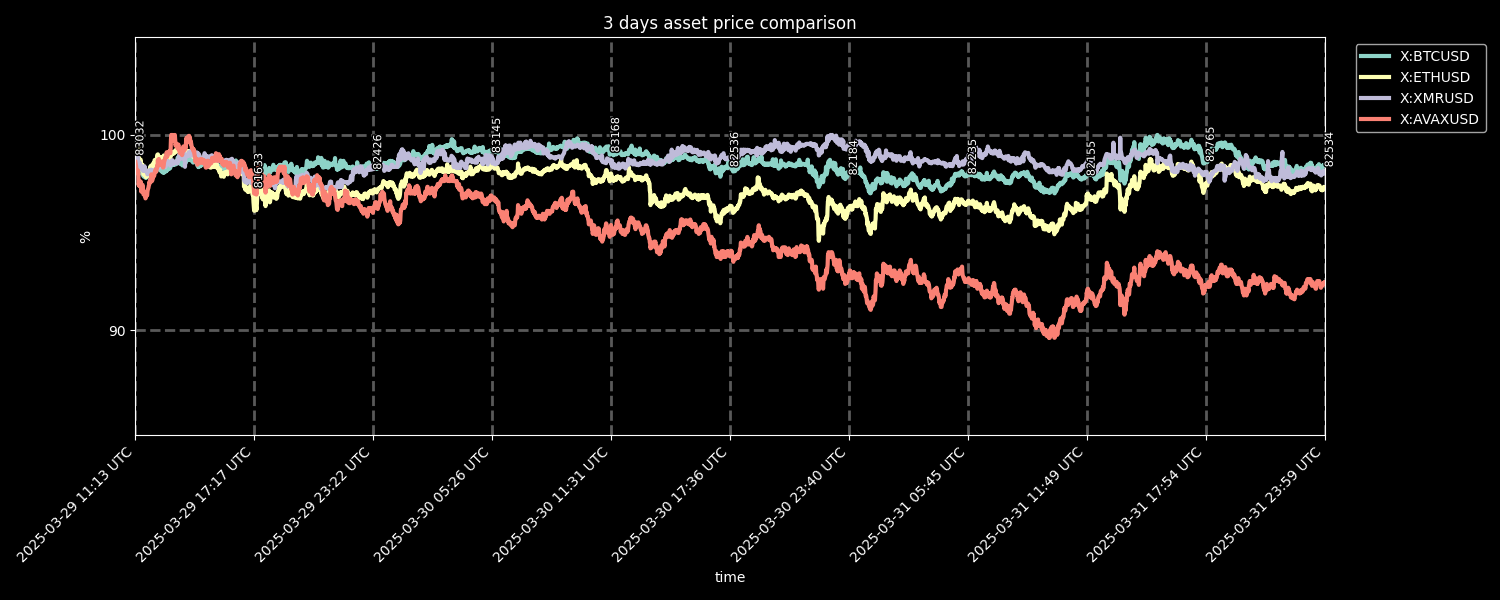 3 days asset price comparison
X:BTCUSD
X:ETHUSD
X:XMRUSD
X:AVAXUSD
100
90
%
83032
81633
82426
83145
83168
82536
82184
82235
82155
82765
82534
2025-03-29 11:13 UTC
2025-03-29 17:17 UTC
2025-03-29 23:22 UTC
2025-03-30 05:26 UTC
2025-03-30 11:31 UTC
2025-03-30 17:36 UTC
2025-03-30 23:40 UTC
2025-03-31 05:45 UTC
2025-03-31 11:49 UTC
2025-03-31 17:54 UTC
2025-03-31 23:59 UTC
time